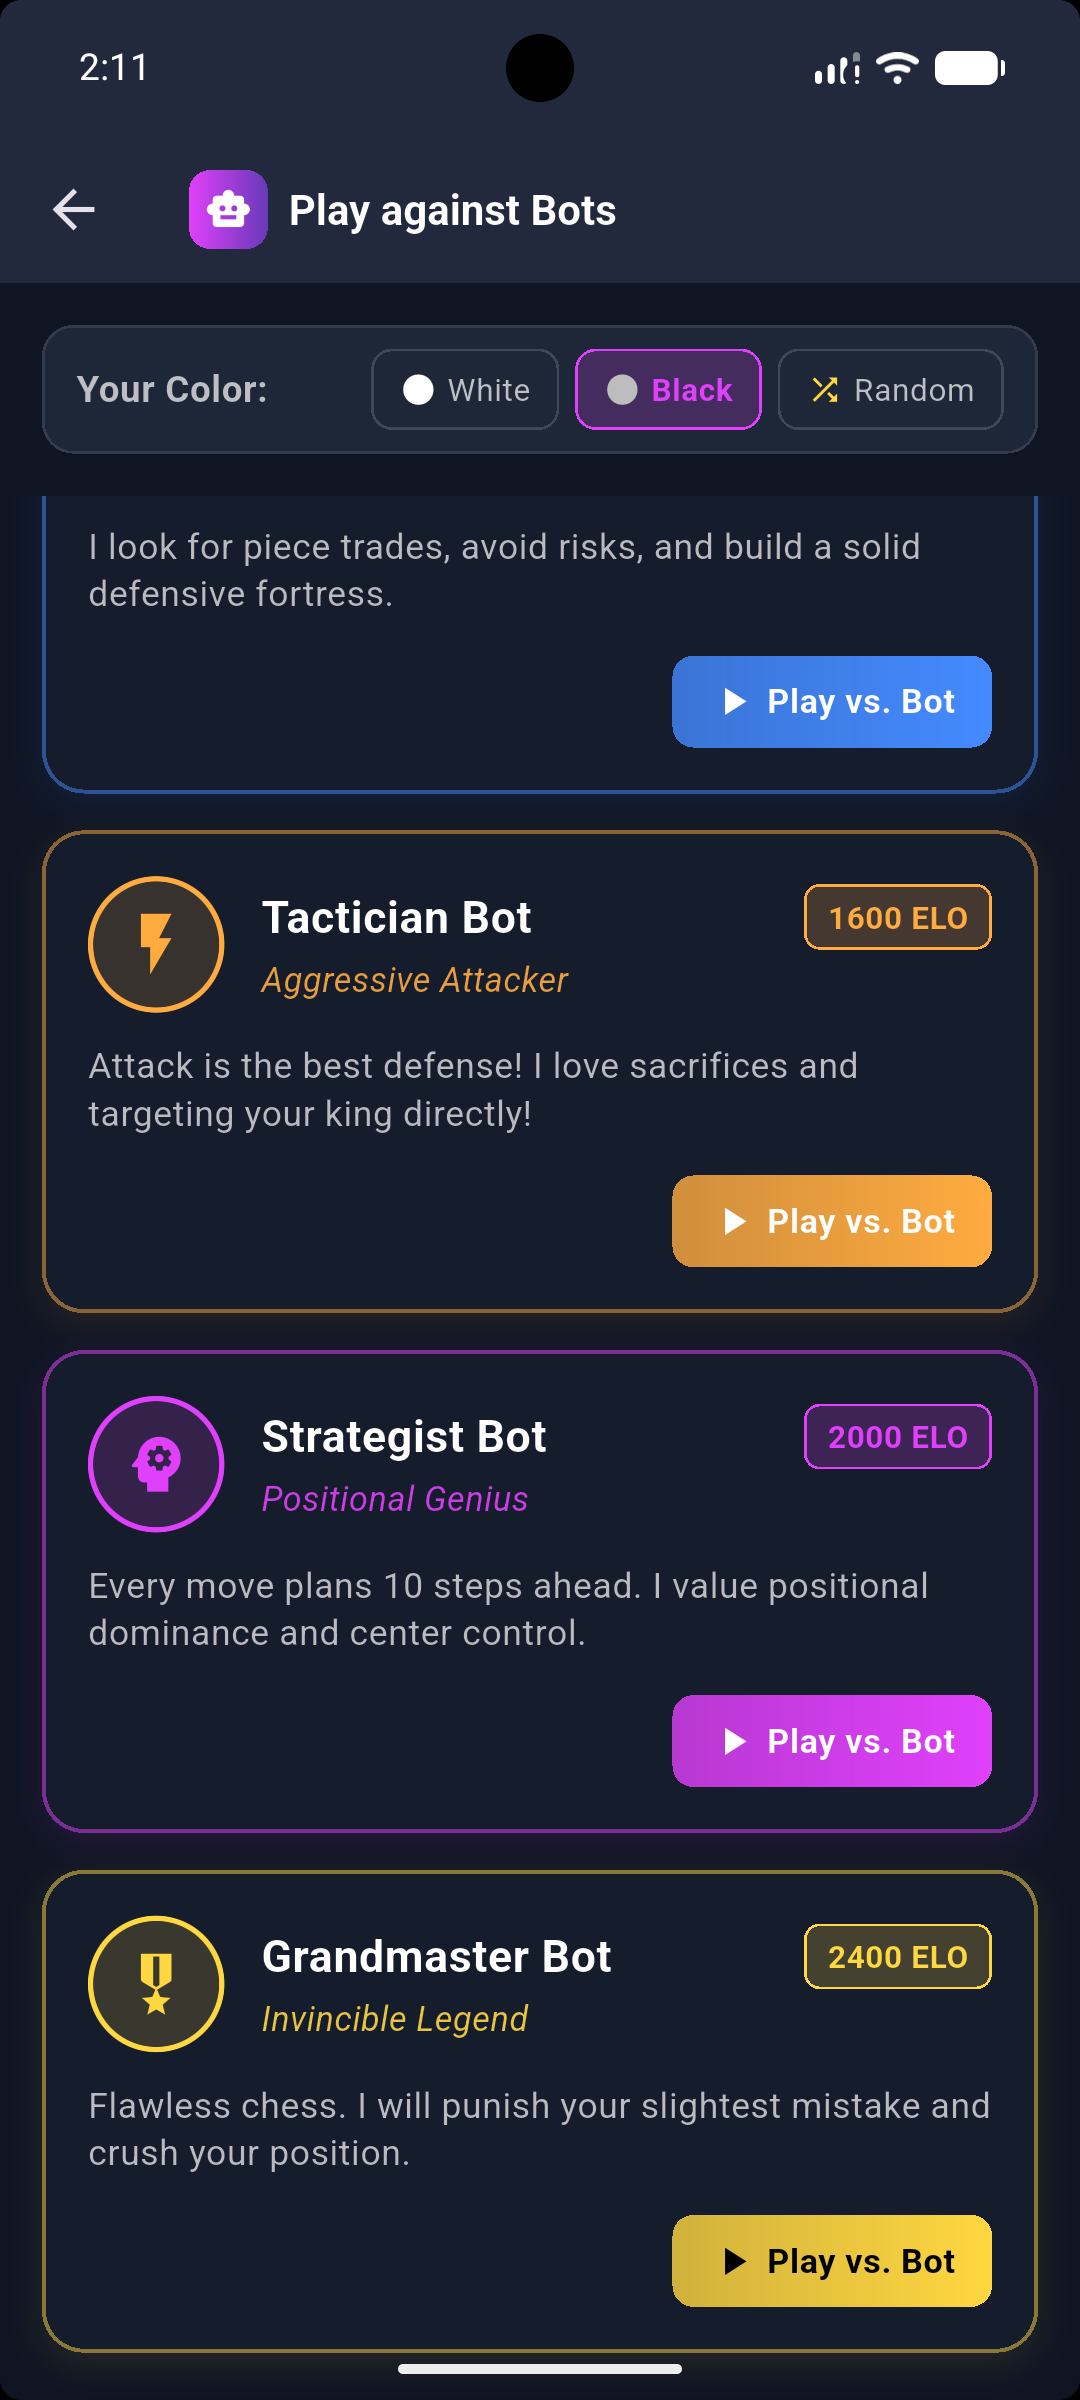 2:11
Play against Bots
Your Color:
White
Black
Random
I look for piece trades, avoid risks, and build a solid
defensive fortress.
Play vs. Bot
Tactician Bot
1600 ELO
Aggressive Attacker
Attack is the best defense! I love sacrifices and
targeting your king directly!
Play vs. Bot
Strategist Bot
2000 ELO
Positional Genius
Every move plans 10 steps ahead. I value positional
dominance and center control.
Play vs. Bot
Grandmaster Bot
2400 ELO
Invincible Legend
Flawless chess. I will punish your slightest mistake and
crush your position.
Play vs. Bot